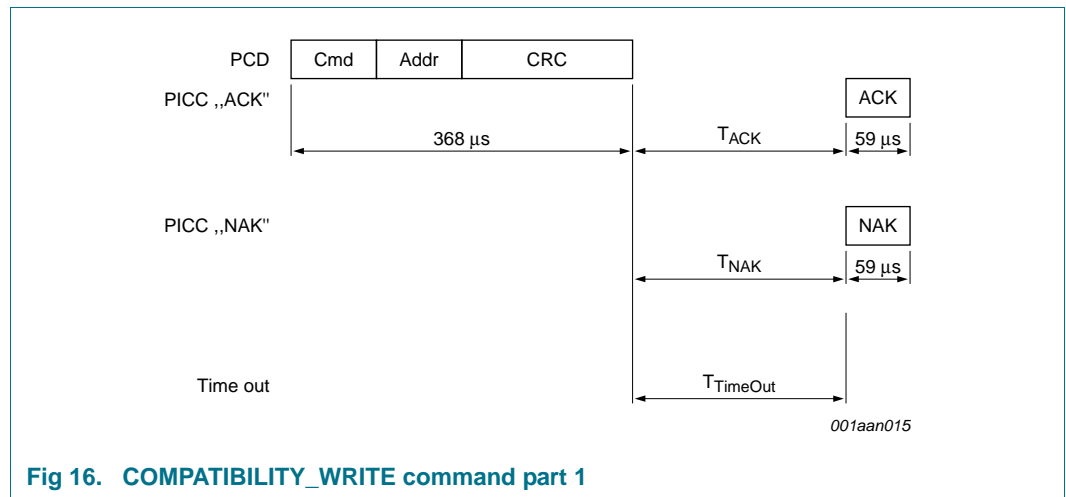 PCD Cmd Addr CRC
PICC ,,ACK" ACK
368 μs TACK 59 μs
PICC ,,NAK" NAK
TNAK 59 μs
Time out TTimeOut
001aan015
Fig 16. COMPATIBILITY_WRITE command part 1